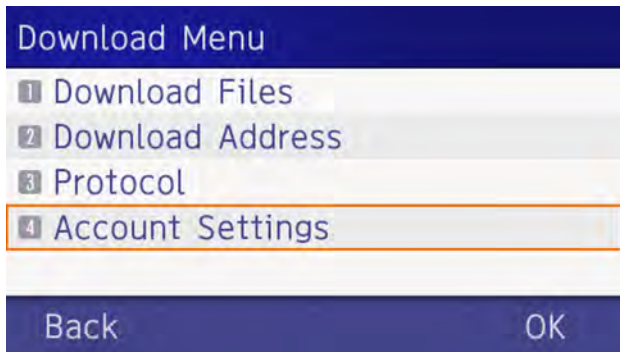 Download Menu
1 Download Files
2 Download Address
3 Protocol
4 Account Settings
Back OK